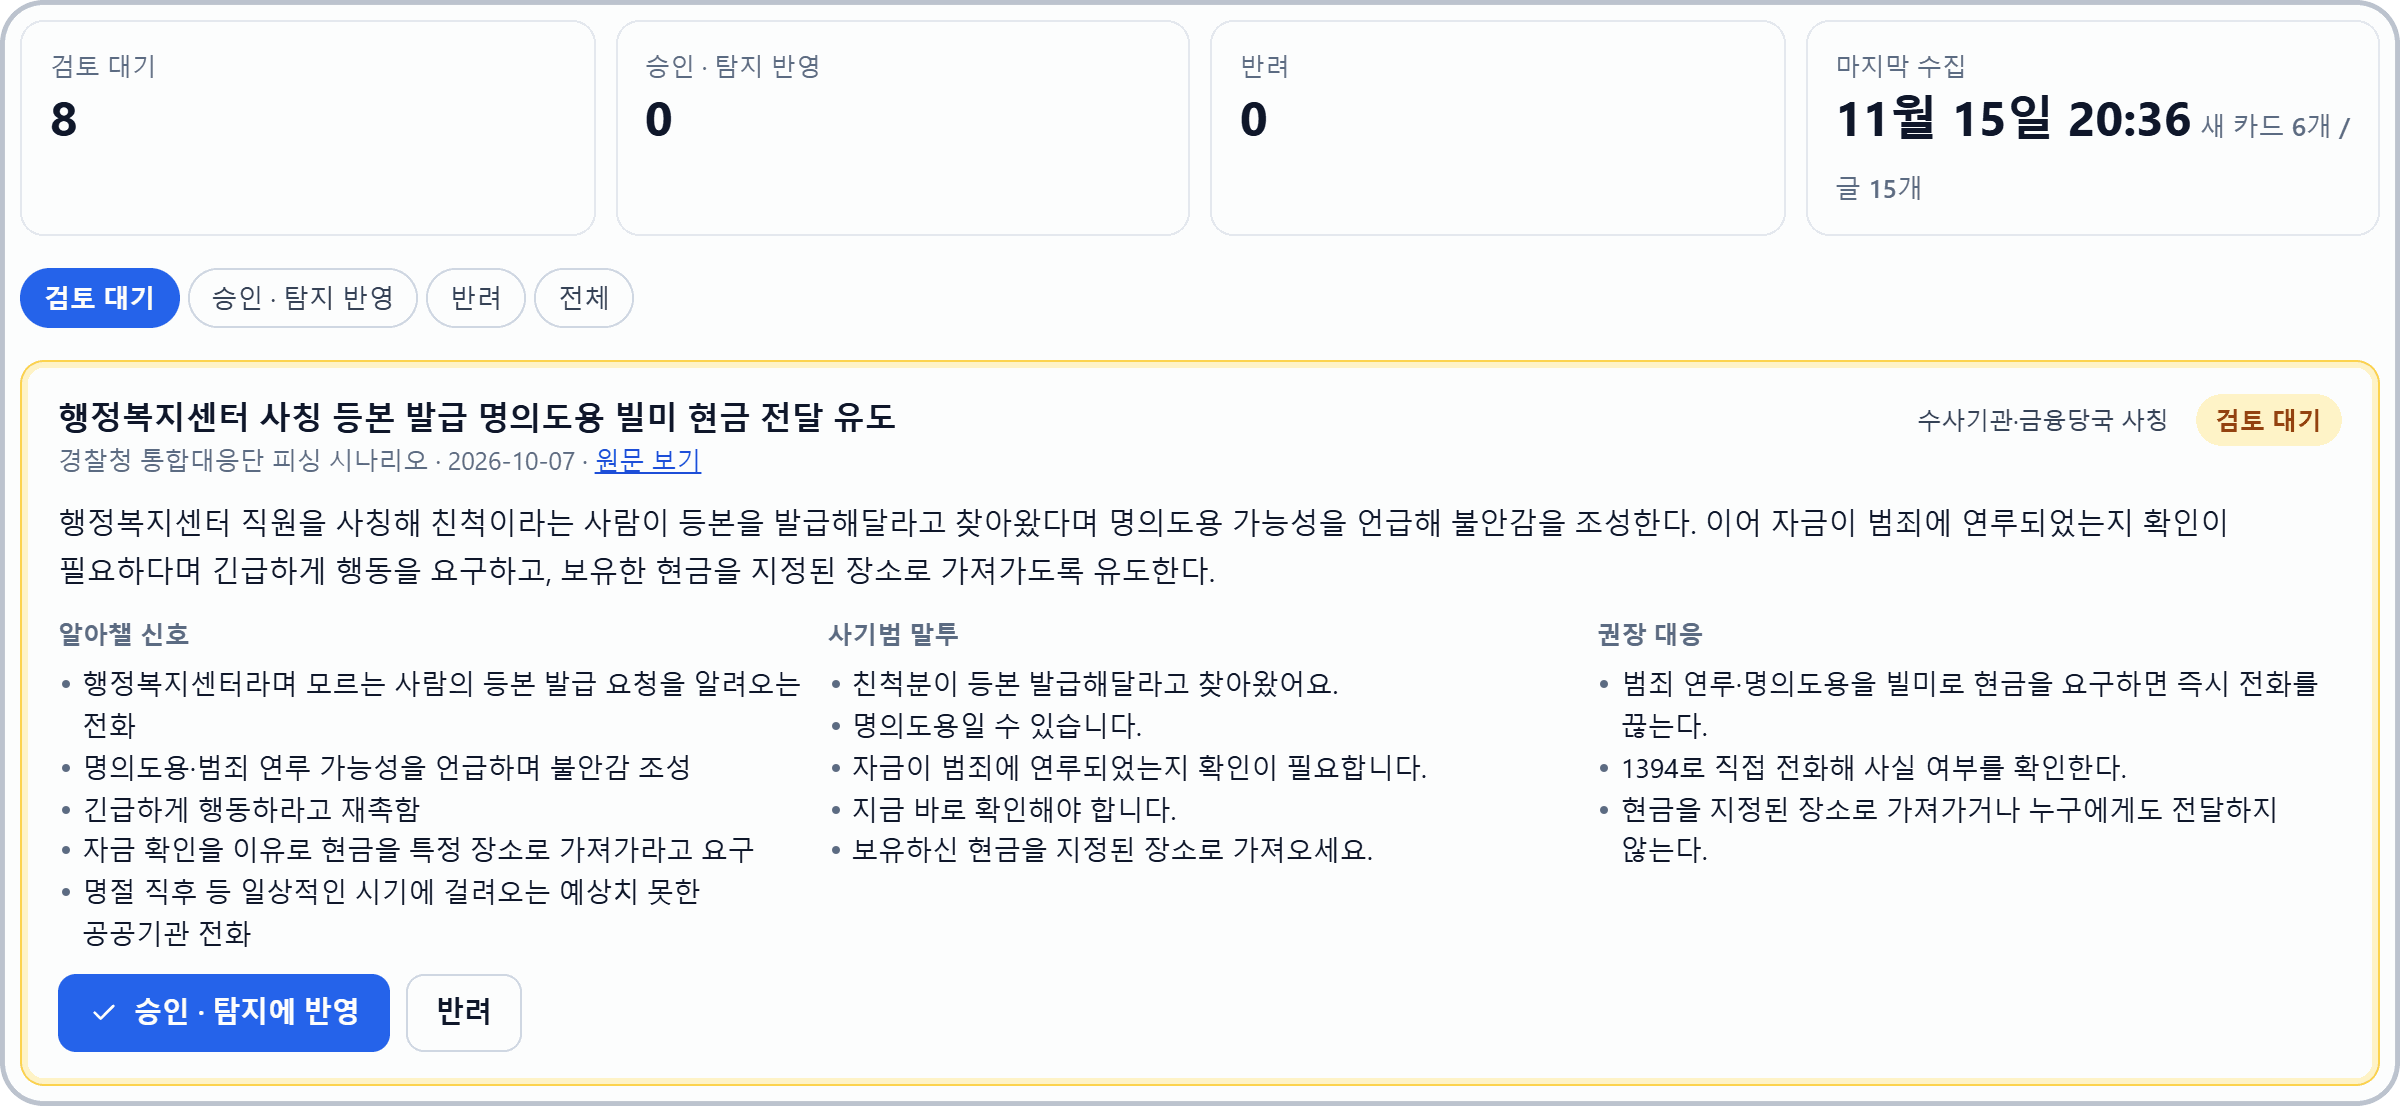 검토 대기
8
승인 · 탐지 반영
0
반려
0
마지막 수집
11월 15일 20:36 새 카드 6개 /
글 15개
검토 대기
승인 · 탐지 반영
반려
전체
행정복지센터 사칭 등본 발급 명의도용 빌미 현금 전달 유도
수사기관·금융당국 사칭
검토 대기
경찰청 통합대응단 피싱 시나리오 · 2026-10-07 · 원문 보기
행정복지센터 직원을 사칭해 친척이라는 사람이 등본을 발급해달라고 찾아왔다며 명의도용 가능성을 언급해 불안감을 조성한다. 이어 자금이 범죄에 연루되었는지 확인이
필요하다며 긴급하게 행동을 요구하고, 보유한 현금을 지정된 장소로 가져가도록 유도한다.
알아챌 신호
• 행정복지센터라며 모르는 사람의 등본 발급 요청을 알려오는
전화
• 명의도용·범죄 연루 가능성을 언급하며 불안감 조성
• 긴급하게 행동하라고 재촉함
• 자금 확인을 이유로 현금을 특정 장소로 가져가라고 요구
• 명절 직후 등 일상적인 시기에 걸려오는 예상치 못한
공공기관 전화
사기범 말투
• 친척분이 등본 발급해달라고 찾아왔어요.
• 명의도용일 수 있습니다.
• 자금이 범죄에 연루되었는지 확인이 필요합니다.
• 지금 바로 확인해야 합니다.
• 보유하신 현금을 지정된 장소로 가져오세요.
권장 대응
• 범죄 연루·명의도용을 빌미로 현금을 요구하면 즉시 전화를
끊는다.
• 1394로 직접 전화해 사실 여부를 확인한다.
• 현금을 지정된 장소로 가져가거나 누구에게도 전달하지
않는다.
승인 · 탐지에 반영
반려